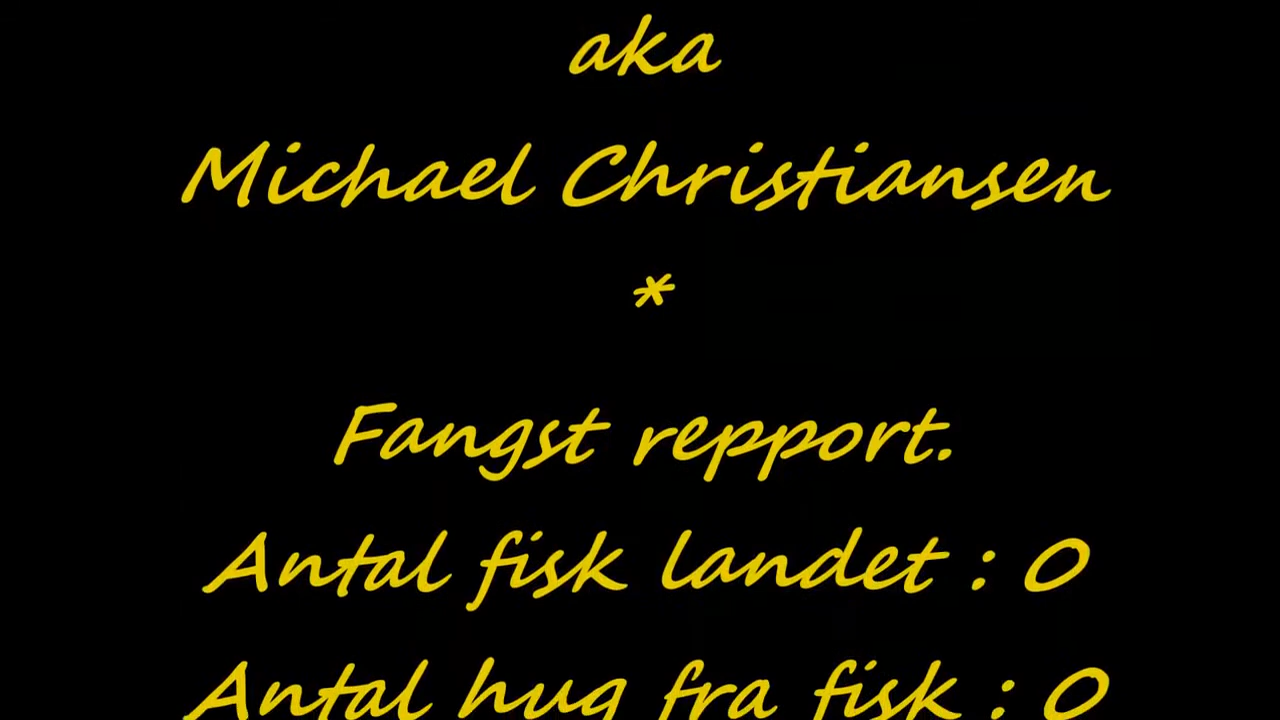 aka
Michael Christiansen
*
Fangst repport.
Antal fisk landet : 0
Antal hug fra fisk : 0